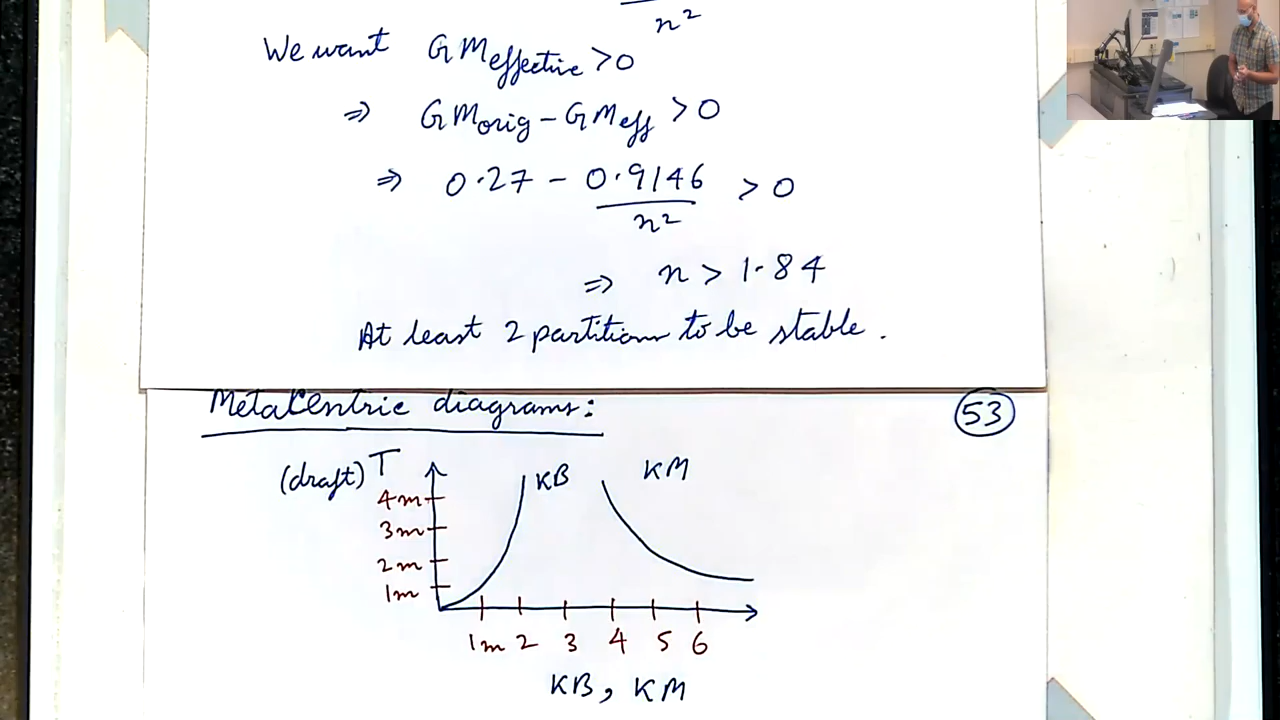 n²
We want GMeffective >0
⇒ GMorig - GMeff >0
⇒ 0.27 - 0.9146 > 0
n²
⇒ n > 1.84
At least 2 partitions to be stable.
Metacentric diagrams:
53
(draft) T
KB
KM
4m
3m
2m
1m
1m 2 3 4 5 6
KB, KM